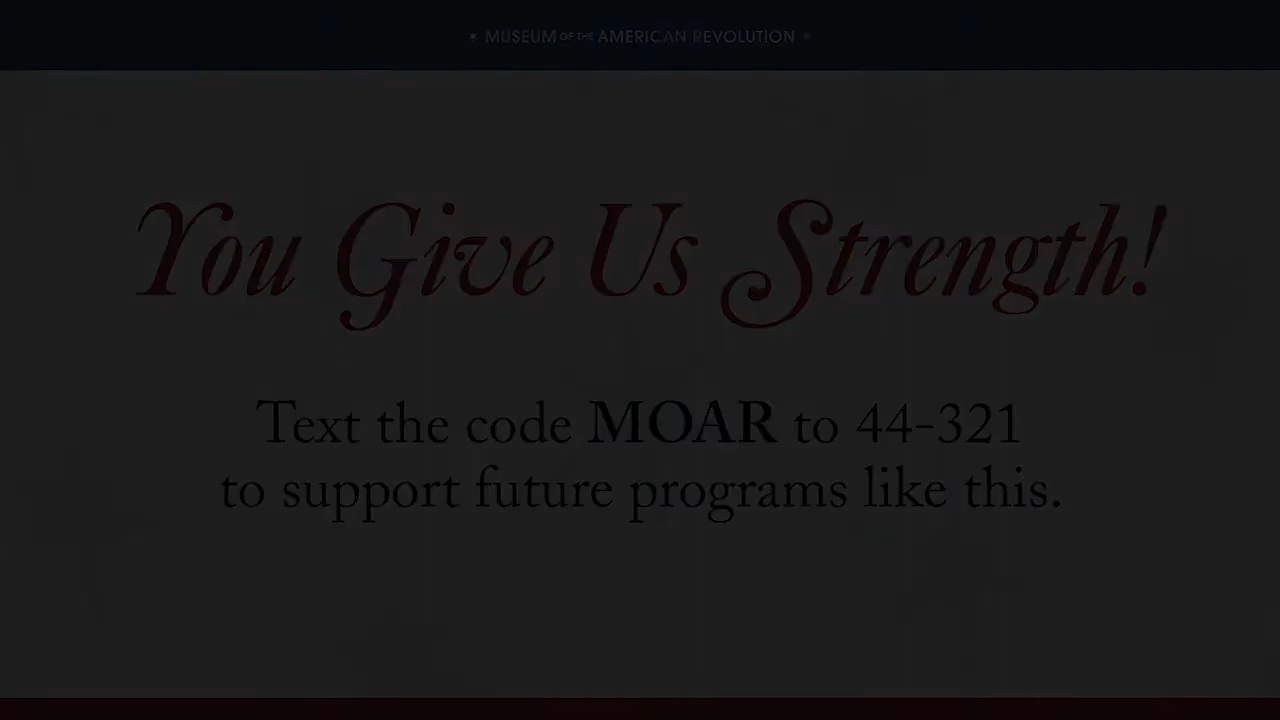 MUSEUM OF THE AMERICAN REVOLUTION
You Give Us Strength!
Text the code MOAR to 44-321
to support future programs like this.